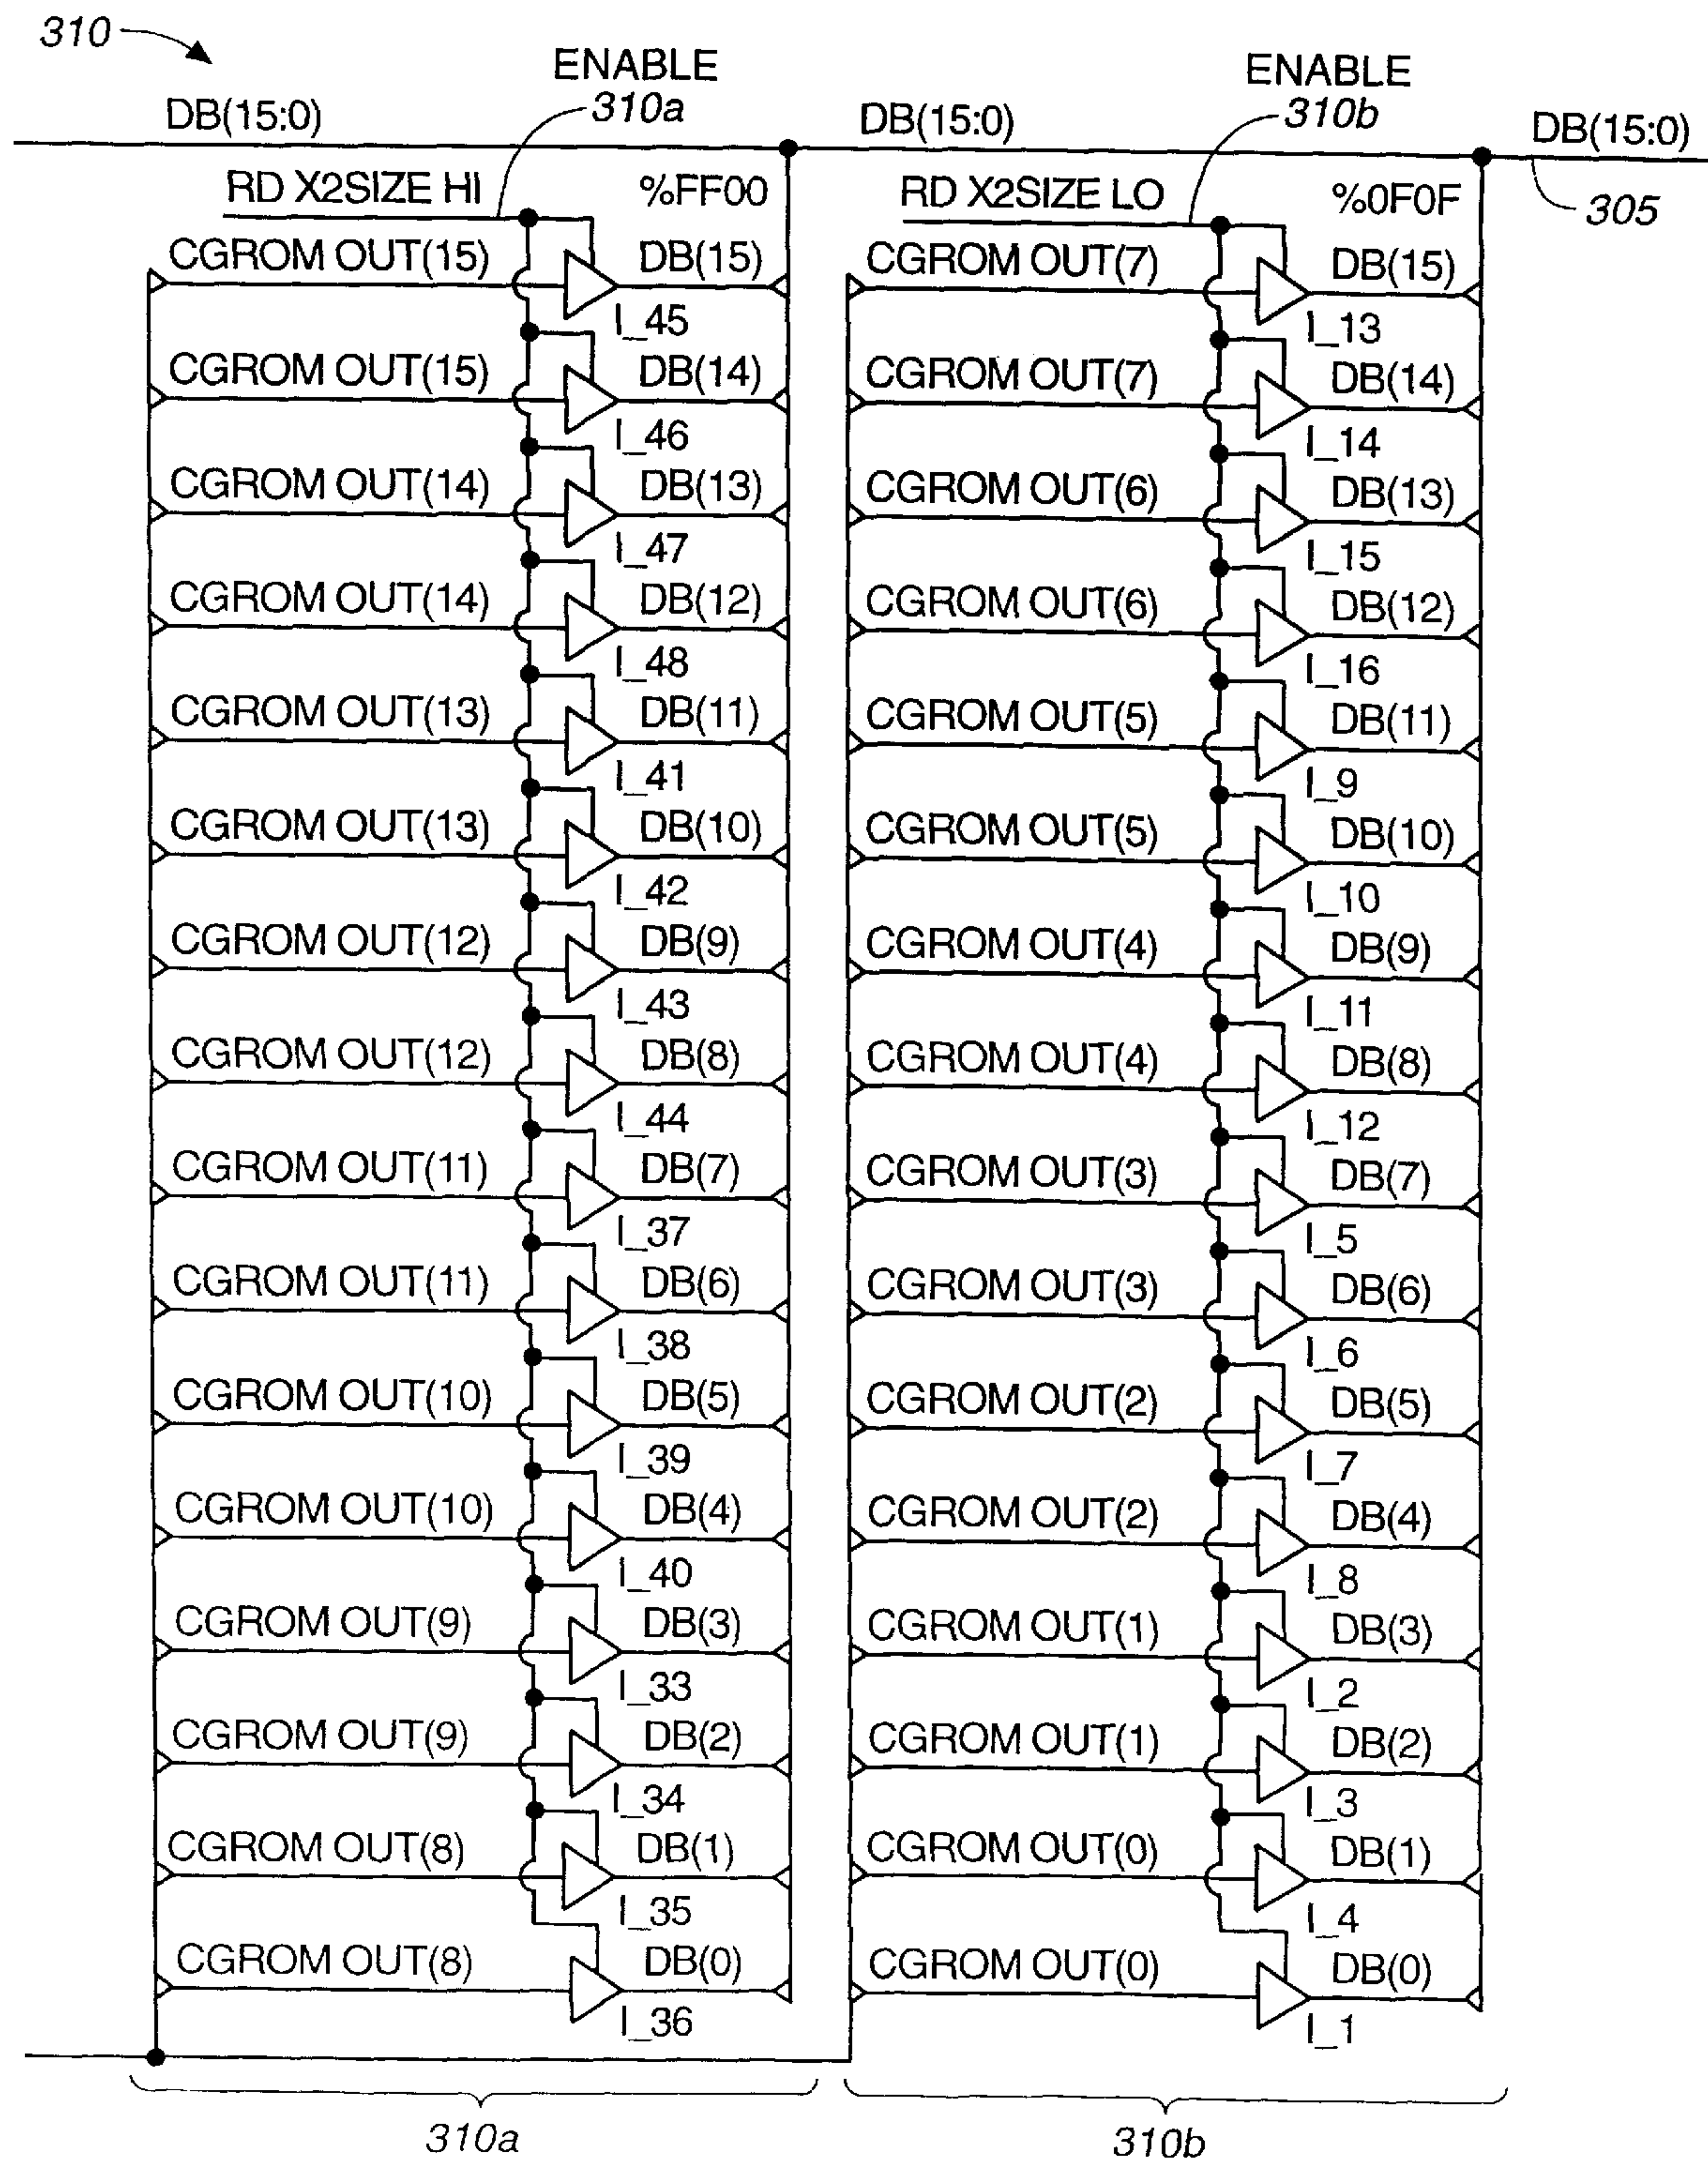 310
ENABLE
310a
ENABLE
310b
DB(15:0)
DB(15:0)
DB(15:0)
305
RD X2SIZE HI
%FF00
RD X2SIZE LO
%0F0F
CGROM OUT(15)
DB(15)
I_45
CGROM OUT(7)
DB(15)
I_13
CGROM OUT(15)
DB(14)
I_46
CGROM OUT(7)
DB(14)
I_14
CGROM OUT(14)
DB(13)
I_47
CGROM OUT(6)
DB(13)
I_15
CGROM OUT(14)
DB(12)
I_48
CGROM OUT(6)
DB(12)
I_16
CGROM OUT(13)
DB(11)
I_41
CGROM OUT(5)
DB(11)
I_9
CGROM OUT(13)
DB(10)
I_42
CGROM OUT(5)
DB(10)
I_10
CGROM OUT(12)
DB(9)
I_43
CGROM OUT(4)
DB(9)
I_11
CGROM OUT(12)
DB(8)
I_44
CGROM OUT(4)
DB(8)
I_12
CGROM OUT(11)
DB(7)
I_37
CGROM OUT(3)
DB(7)
I_5
CGROM OUT(11)
DB(6)
I_38
CGROM OUT(3)
DB(6)
I_6
CGROM OUT(10)
DB(5)
I_39
CGROM OUT(2)
DB(5)
I_7
CGROM OUT(10)
DB(4)
I_40
CGROM OUT(2)
DB(4)
I_8
CGROM OUT(9)
DB(3)
I_33
CGROM OUT(1)
DB(3)
I_2
CGROM OUT(9)
DB(2)
I_34
CGROM OUT(1)
DB(2)
I_3
CGROM OUT(8)
DB(1)
I_35
CGROM OUT(0)
DB(1)
I_4
CGROM OUT(8)
DB(0)
I_36
CGROM OUT(0)
DB(0)
I_1
310a
310b